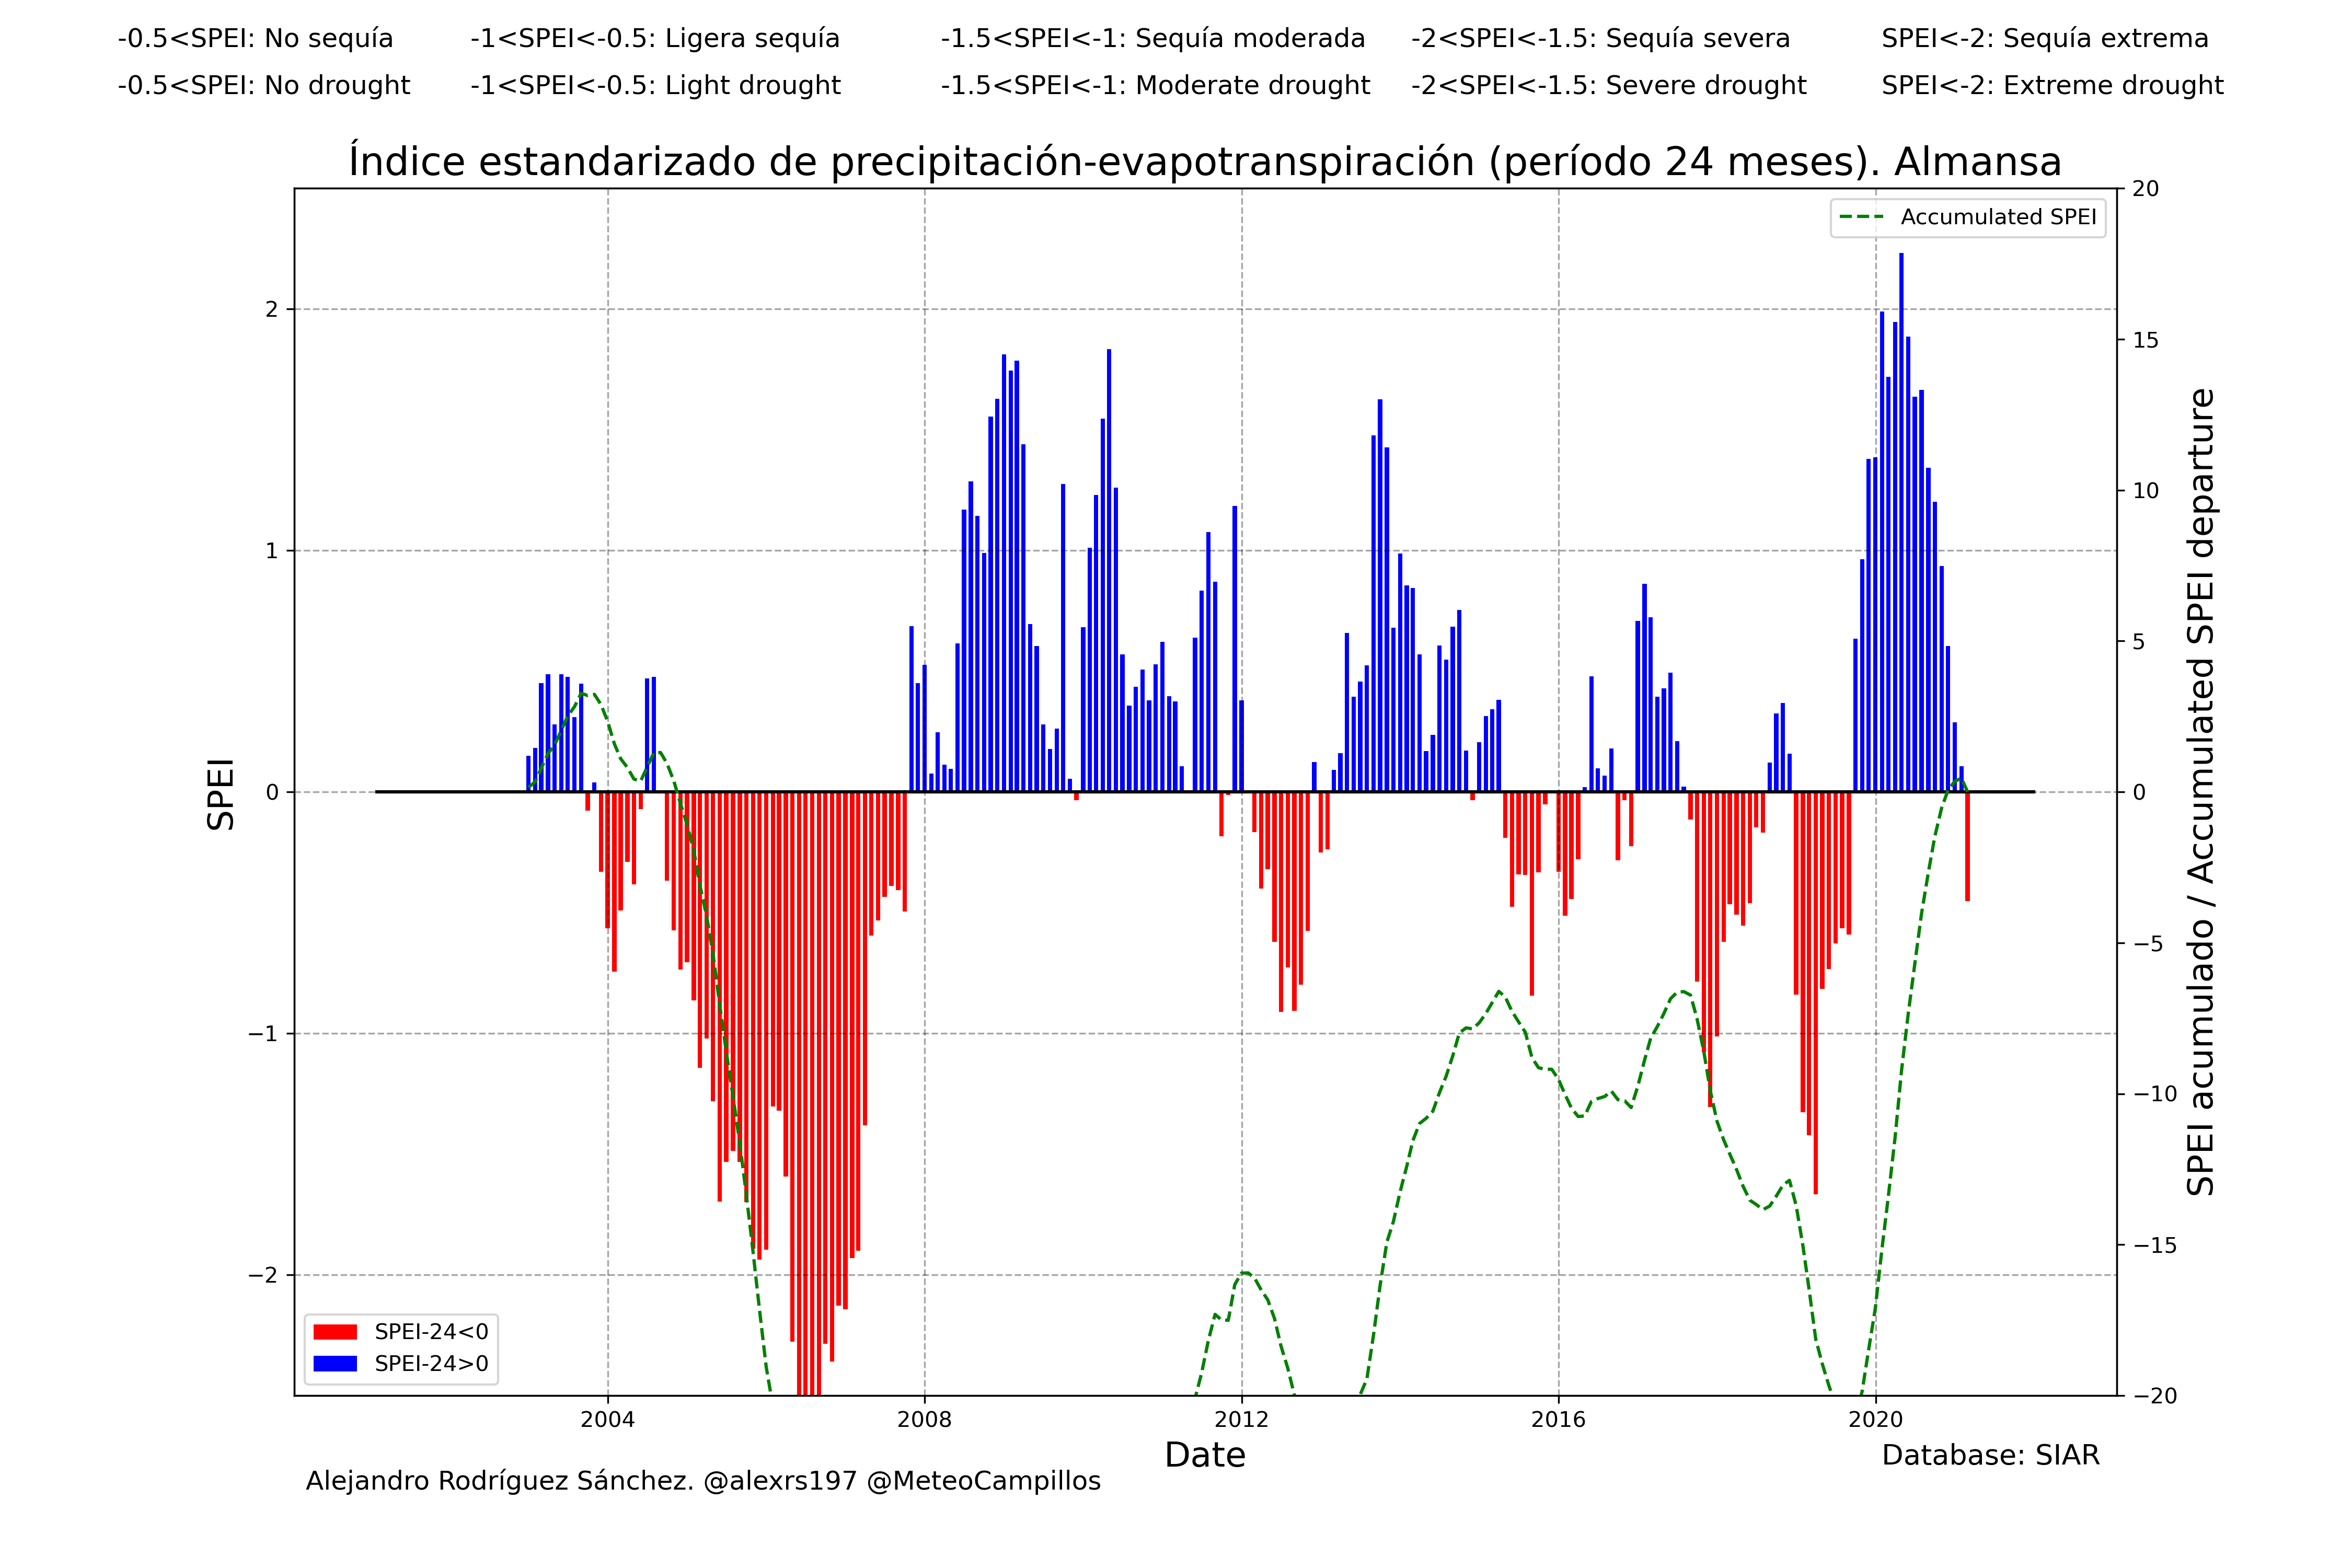 -0.5<SPEI: No sequía -1<SPEI<-0.5: Ligera sequía -1.5<SPEI<-1: Sequía moderada -2<SPEI<-1.5: Sequía severa SPEI<-2: Sequía extrema
-0.5<SPEI: No drought -1<SPEI<-0.5: Light drought -1.5<SPEI<-1: Moderate drought -2<SPEI<-1.5: Severe drought SPEI<-2: Extreme drought
Índice estandarizado de precipitación-evapotranspiración (período 24 meses). Almansa
Accumulated SPEI
SPEI
2
1
0
−1
−2
20
15
10
5
0
−5
−10
−15
−20
SPEI acumulado / Accumulated SPEI departure
SPEI-24<0
SPEI-24>0
2004 2008 2012 2016 2020
Date
Database: SIAR
Alejandro Rodríguez Sánchez. @alexrs197 @MeteoCampillos